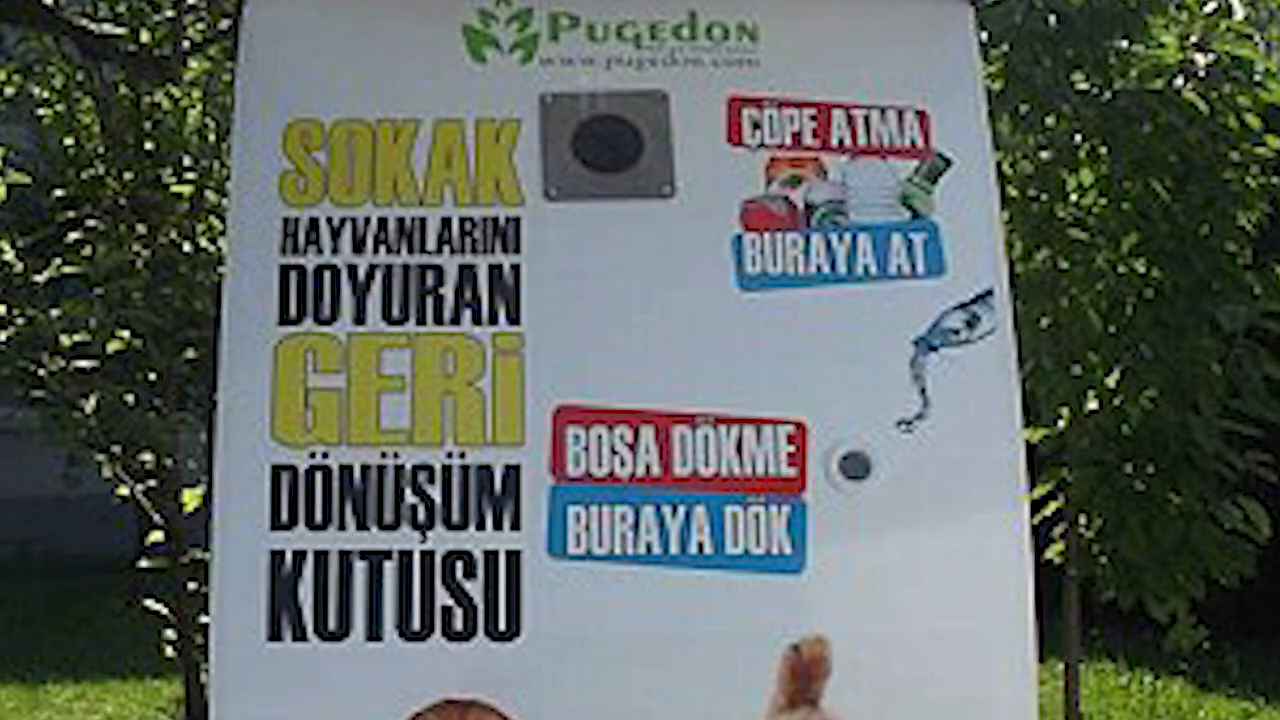 PUGEDON
www.pugedon.com
SOKAK
HAYVANLARINI
DOYURAN
GERİ
DÖNÜŞÜM
KUTUSU
ÇÖPE ATMA
BURAYA AT
BOŞA DÖKME
BURAYA DÖK